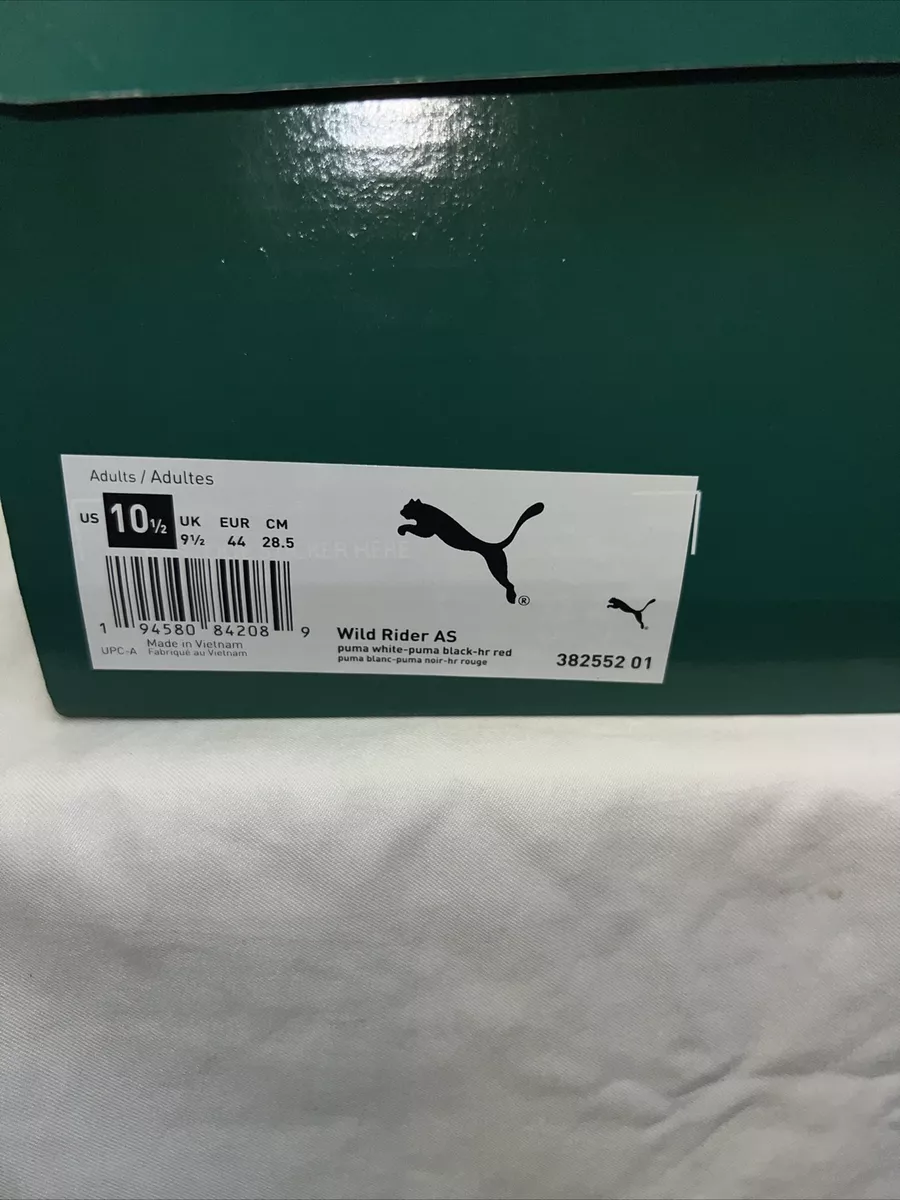 Adults / Adultes
US 10½ UK EUR CM
9½ 44 28.5
1 94580 84208 9
UPC-A Made in Vietnam
Fabriqué au Vietnam
®
Wild Rider AS
puma white-puma black-hr red
puma blanc-puma noir-hr rouge
382552 01